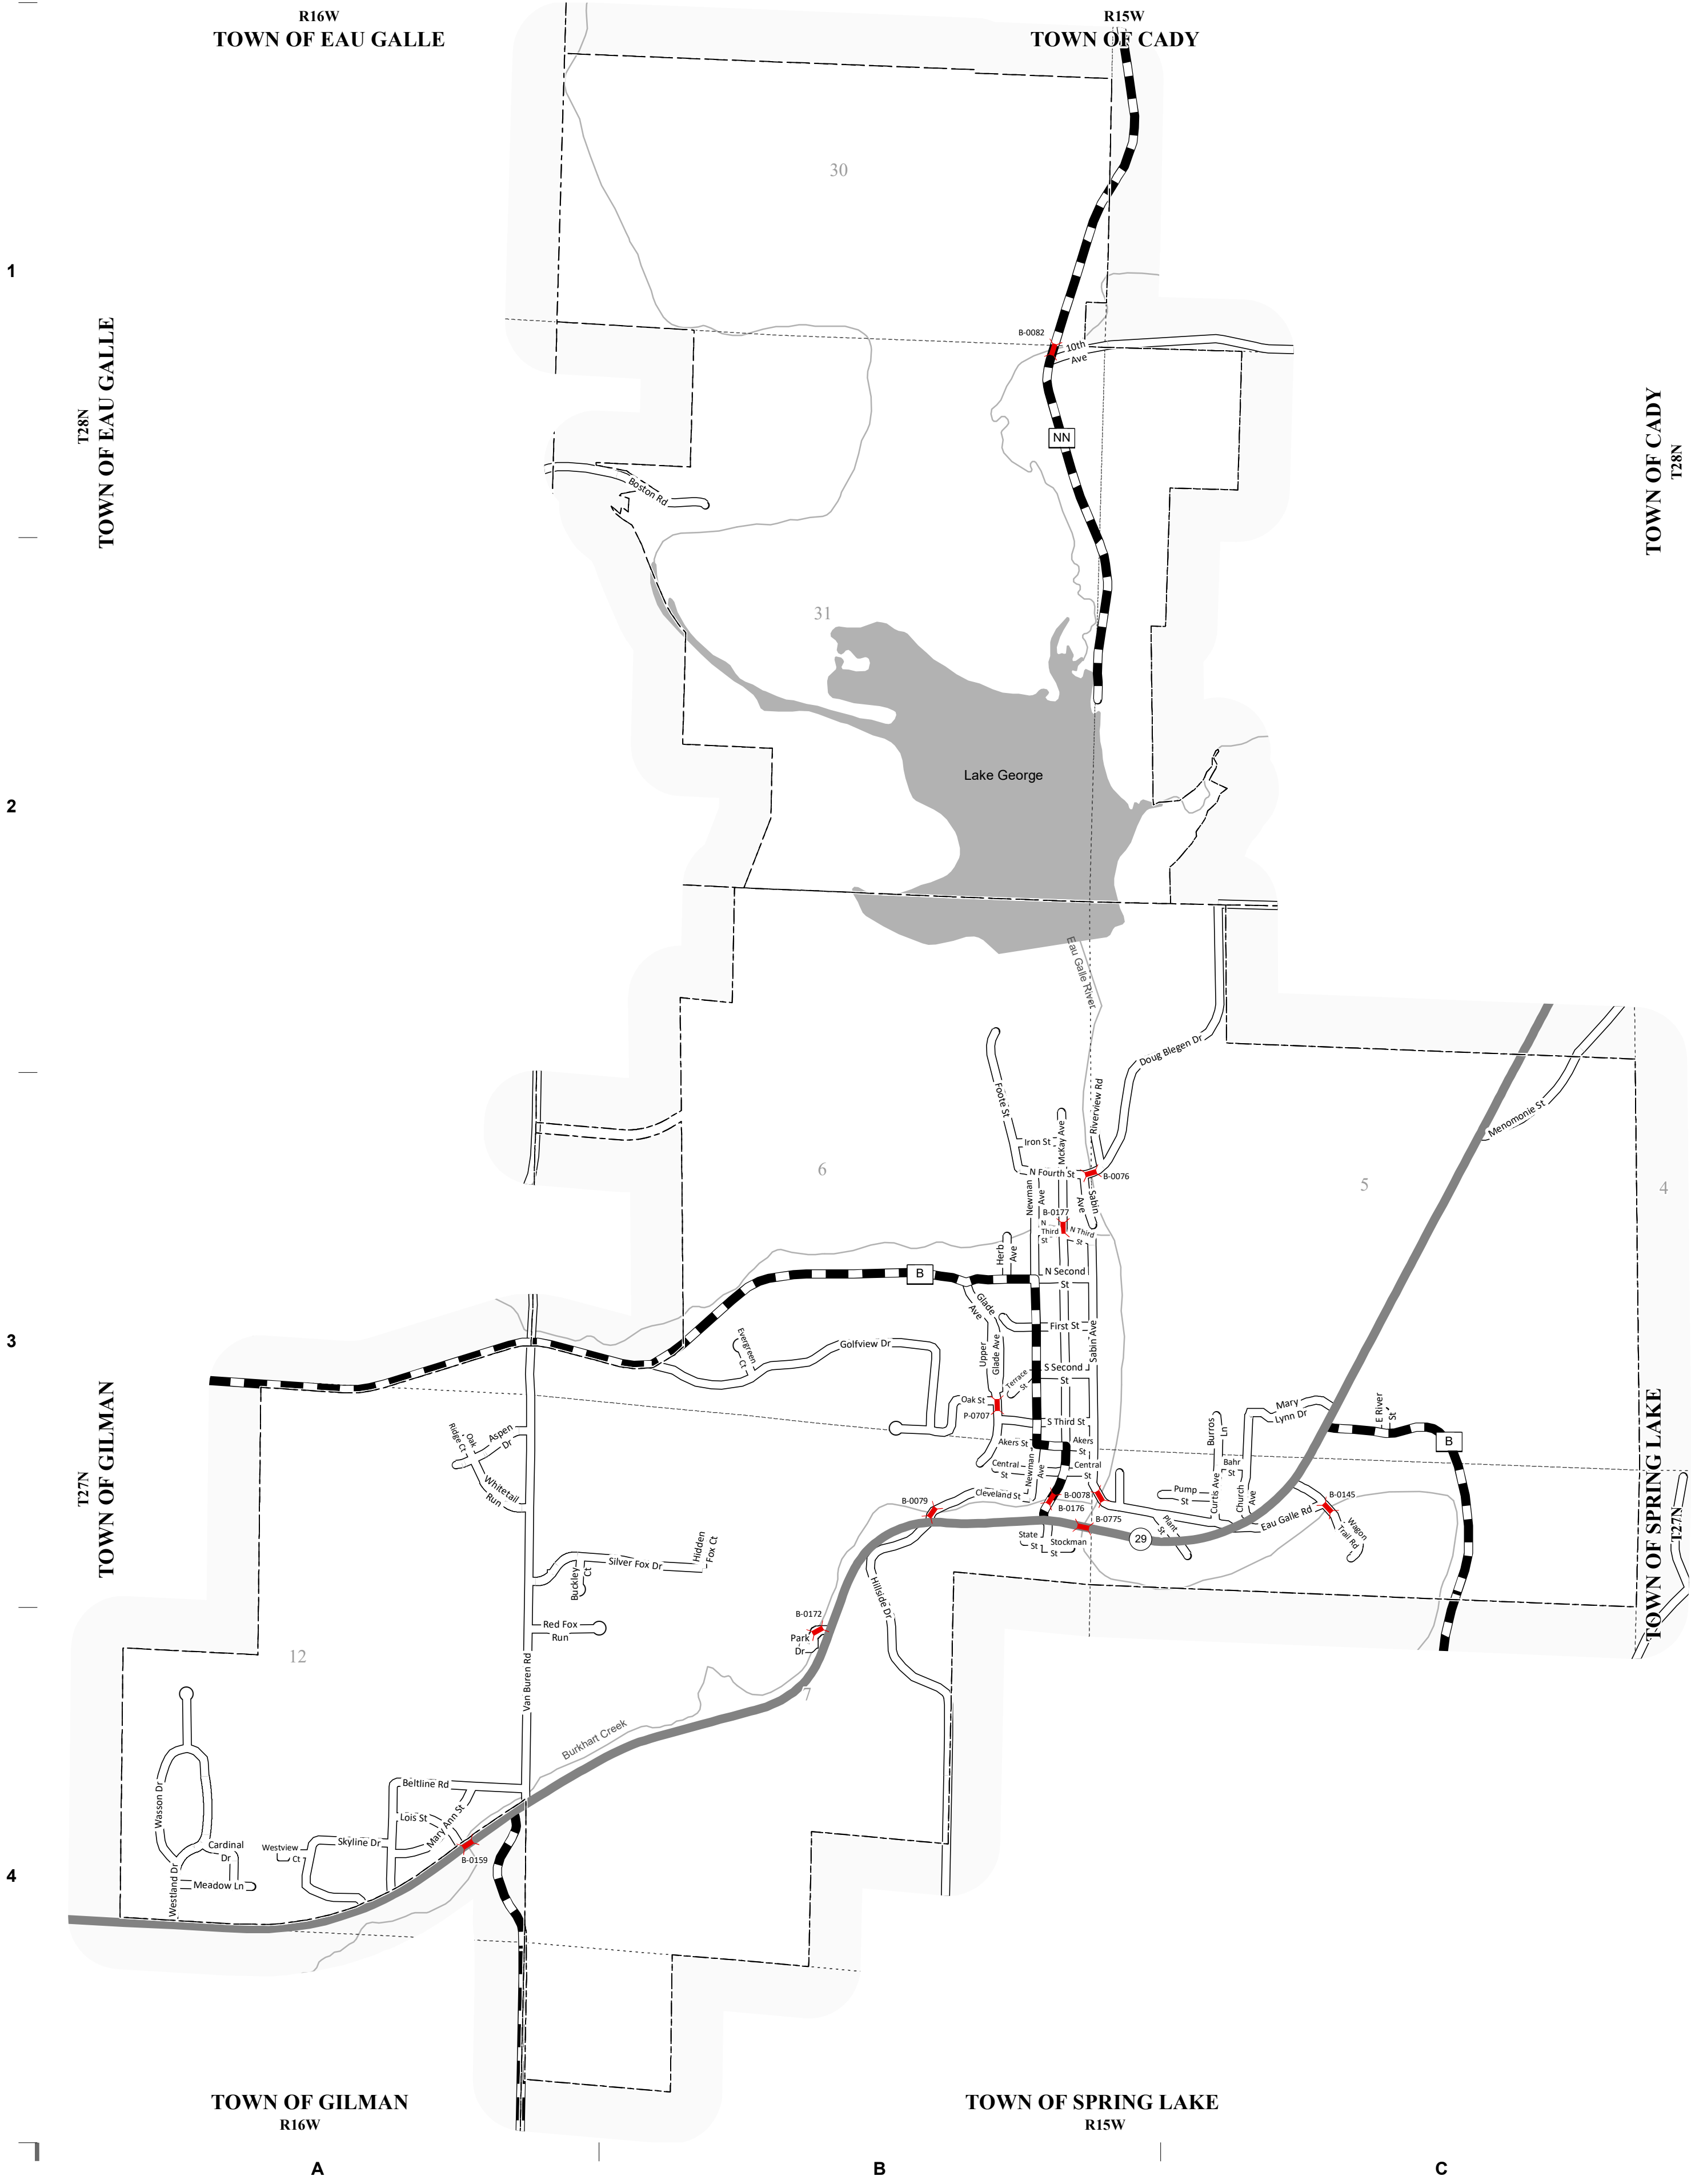 R16W
TOWN OF EAU GALLE
R15W
TOWN OF CADY
30
1
T28N
TOWN OF EAU GALLE
B-0082
10th
Ave
NN
TOWN OF CADY
T28N
Boston Rd
31
Lake George
2
Eau Galle River
Doug Blegen Dr
Foote St
Riverview Rd
Menomonie St
Iron St
McKay Ave
6
N Fourth St
B-0076
5
4
Newman
Ave
Sabin
Ave
B-0177
N
Third
St
N Third
St
Herb
Ave
B
N Second
St
Glade
Ave
First St
3
Evergreen
Ct
Golfview Dr
Upper
Glade Ave
Sabin Ave
S Second
St
Terrace
St
Oak St
P-0707
S Third St
Mary
Lynn Dr
E River
St
B
T27N
TOWN OF GILMAN
TOWN OF SPRING LAKE
T27N
Oak
Ridge Ct
Aspen
Dr
Whitetail
Run
Akers St
Akers
St
Burros
Ln
Bahr
St
Central
St
Newman
Ave
Central
St
Pump
St
Curtis Ave
Church
Ave
B-0079
Cleveland St
B-0078
B-0176
B-0775
B-0145
Eau Galle Rd
Wagon
Trail Rd
Plant
St
29
State
St
Stockman
St
Hidden
Fox Ct
Silver Fox Dr
Buckley
Ct
Hillside Dr
B-0172
Park
Dr
Red Fox
Run
12
Van Buren Rd
7
Burkhart Creek
Beltline Rd
Wasson Dr
Lois St
Mary Ann St
Skyline Dr
Westview
Ct
Cardinal
Dr
B-0159
4
Westland Dr
Meadow Ln
TOWN OF GILMAN
R16W
TOWN OF SPRING LAKE
R15W
A
B
C